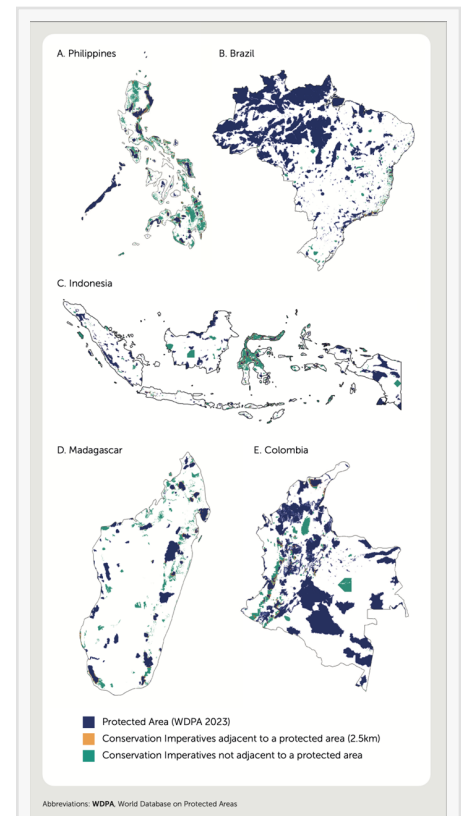 A. Philippines
B. Brazil
C. Indonesia
D. Madagascar
E. Colombia
Protected Area (WDPA 2023)
Conservation Imperatives adjacent to a protected area (2.5km)
Conservation Imperatives not adjacent to a protected area
Abbreviations: WDPA, World Database on Protected Areas